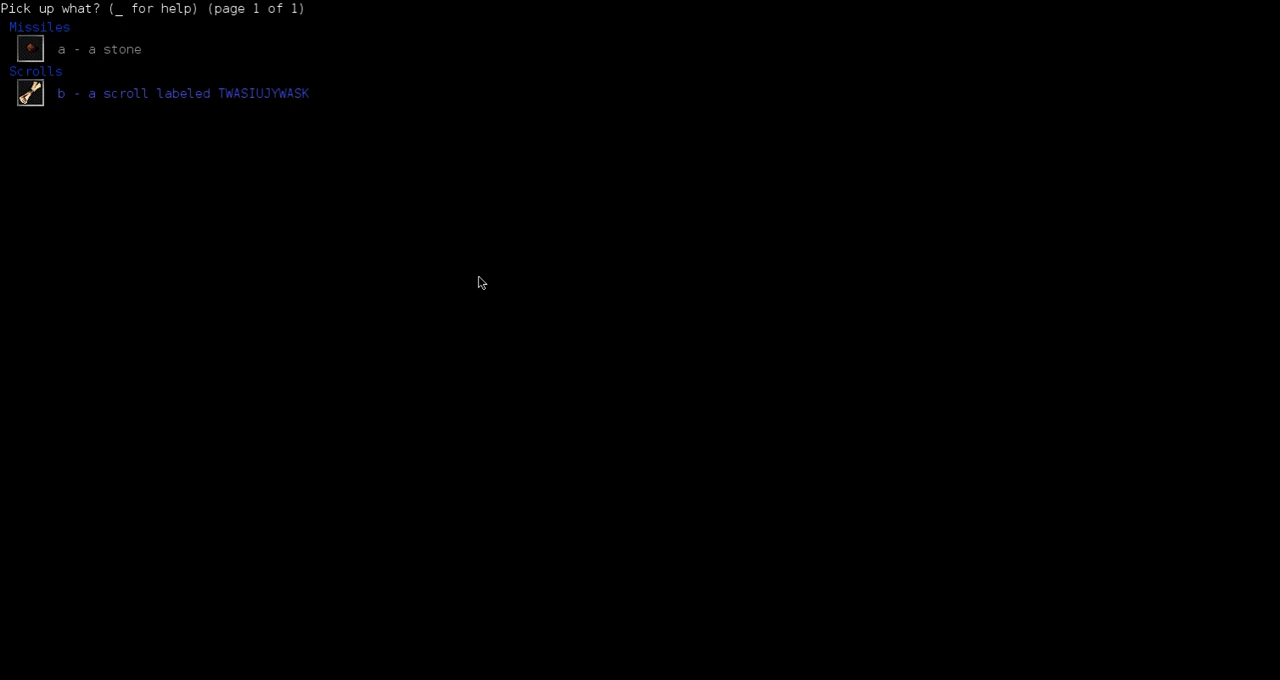 Pick up what? (_ for help) (page 1 of 1)
Missiles
a - a stone
Scrolls
b - a scroll labeled TWASIUJYWASK